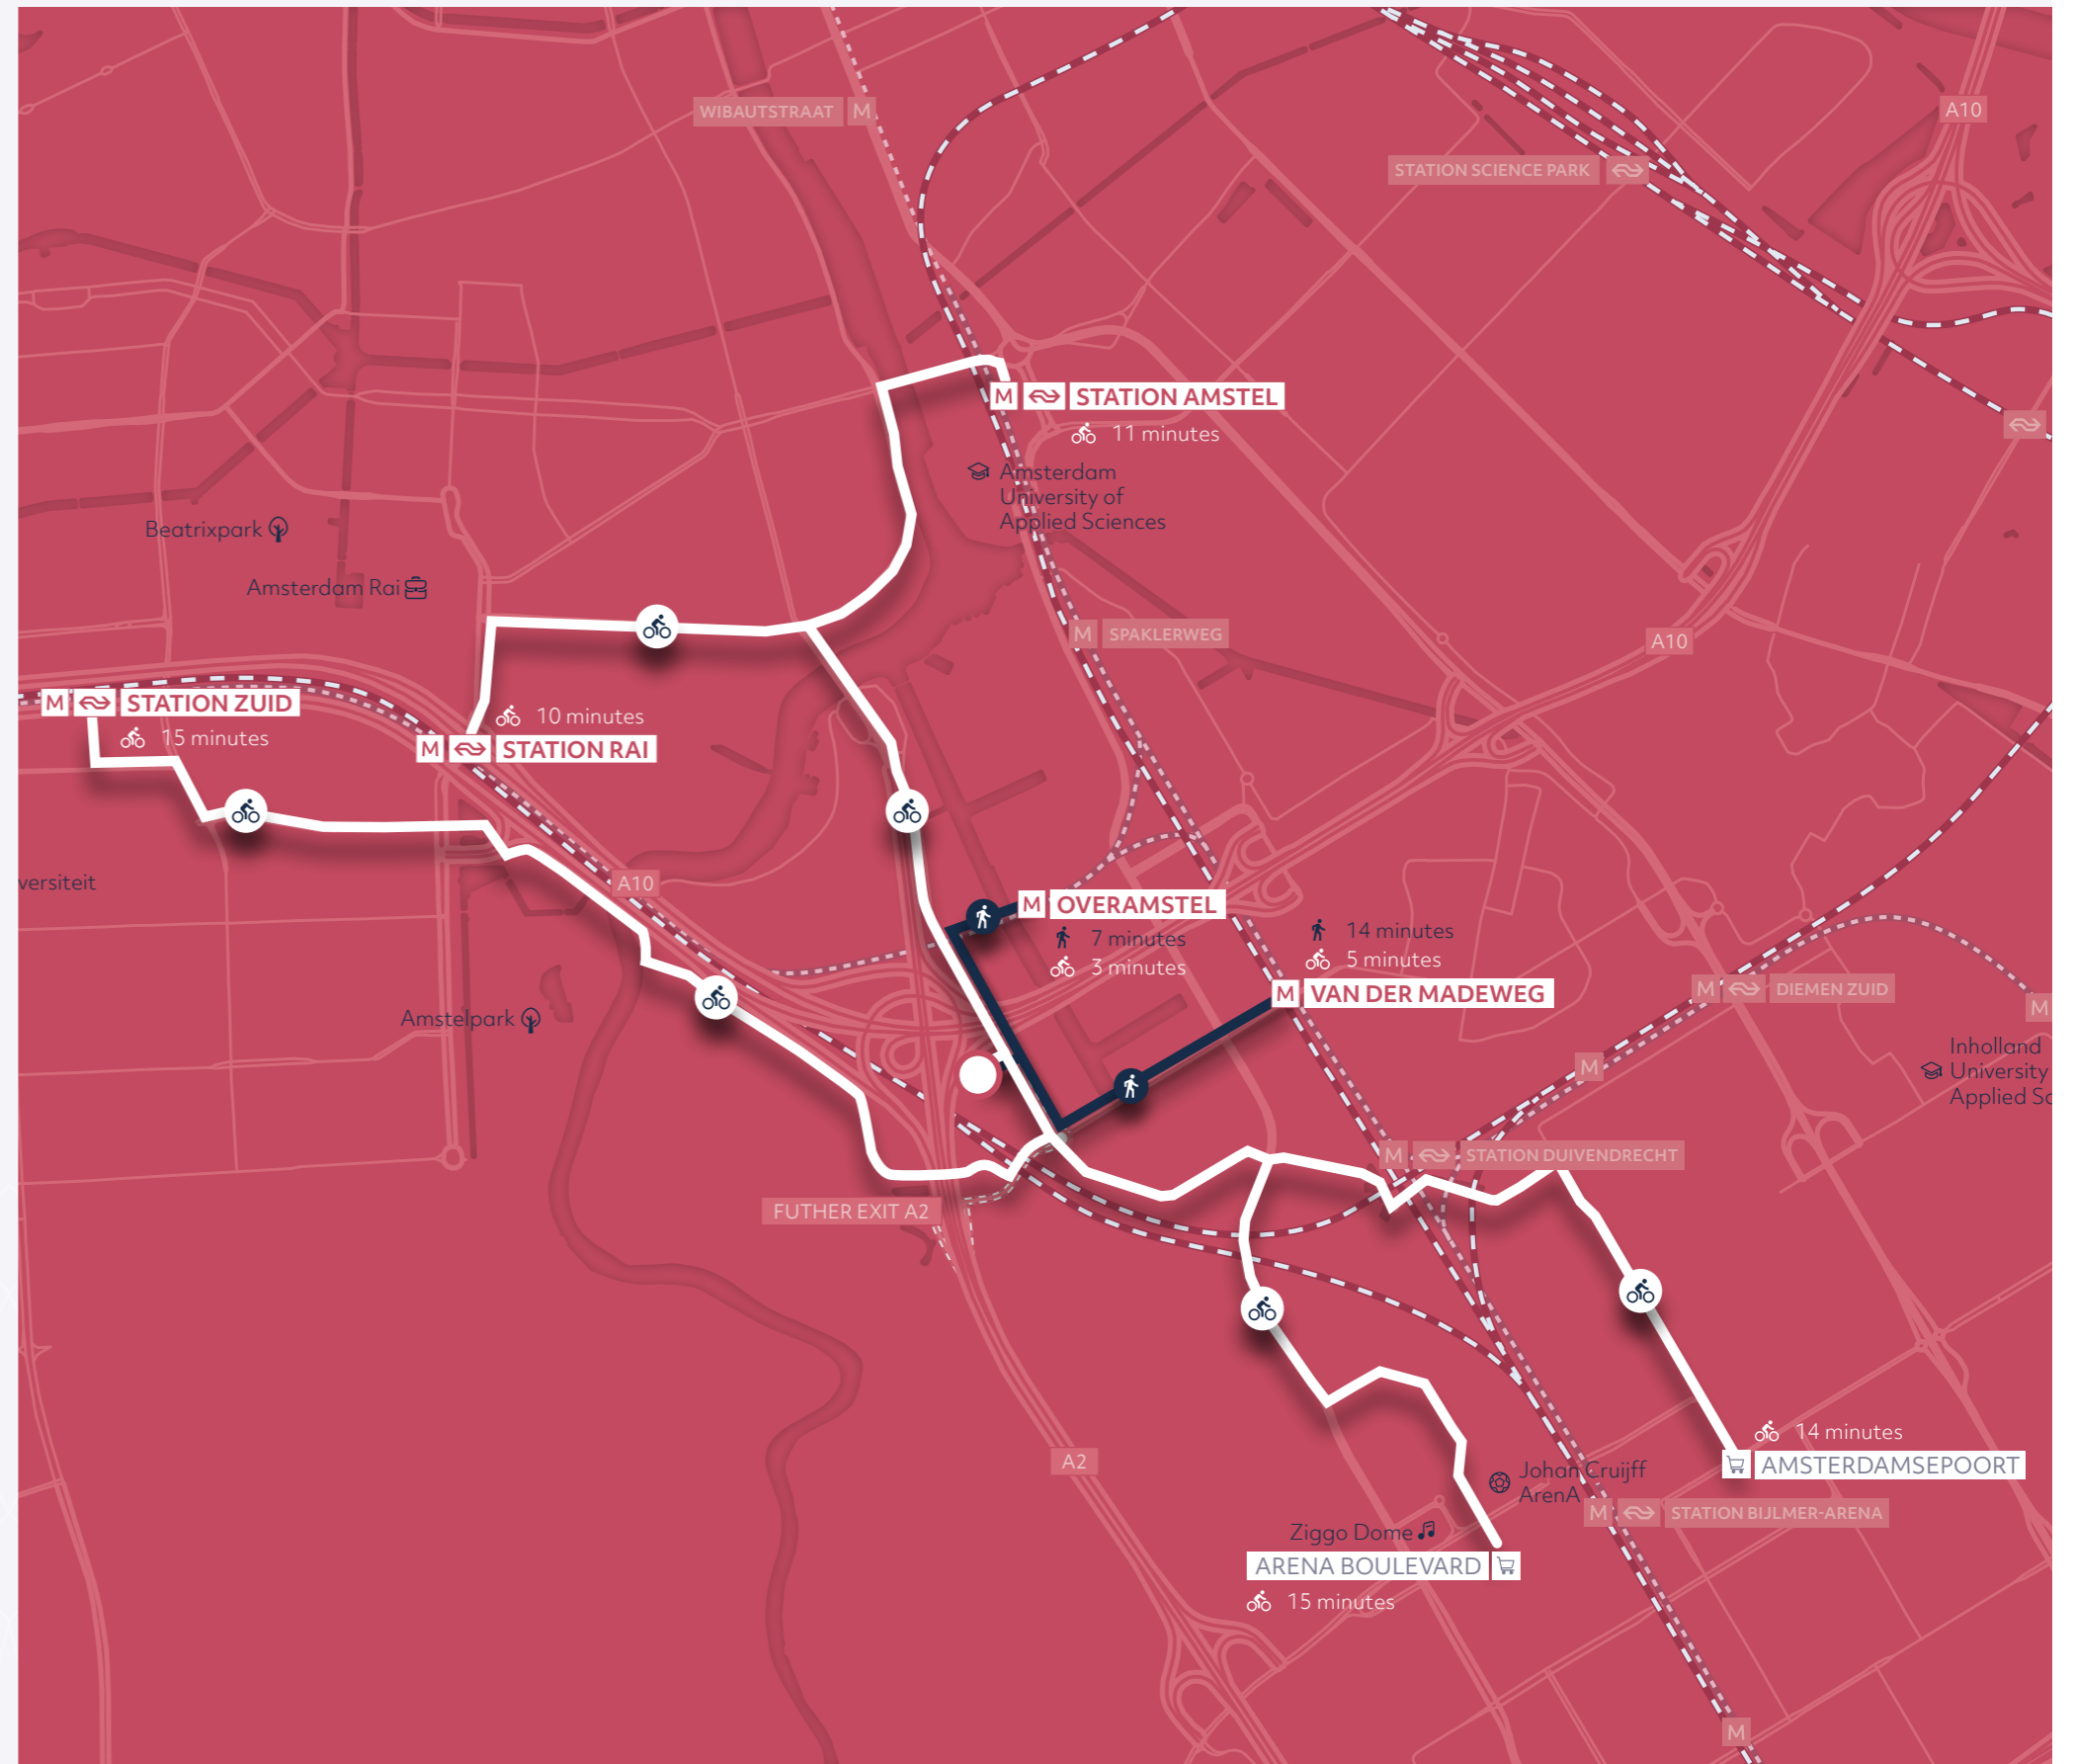 WIBAUTSTRAAT M
A10
STATION SCIENCE PARK
M STATION AMSTEL
11 minutes
Amsterdam
University of
Applied Sciences
Beatrixpark
Amsterdam Rai
M SPAKLERWEG
A10
M STATION ZUID
15 minutes
10 minutes
M STATION RAI
versiteit
A10
M OVERAMSTEL
7 minutes
3 minutes
14 minutes
5 minutes
M VAN DER MADEWEG
M DIEMEN ZUID
M
Amstelpark
M
Inholland
University
Applied Sc
M STATION DUIVENDRECHT
FUTHER EXIT A2
14 minutes
AMSTERDAMSEPOORT
A2
Johan Cruijff
ArenA
M STATION BIJLMER-ARENA
Ziggo Dome
ARENA BOULEVARD
15 minutes
M